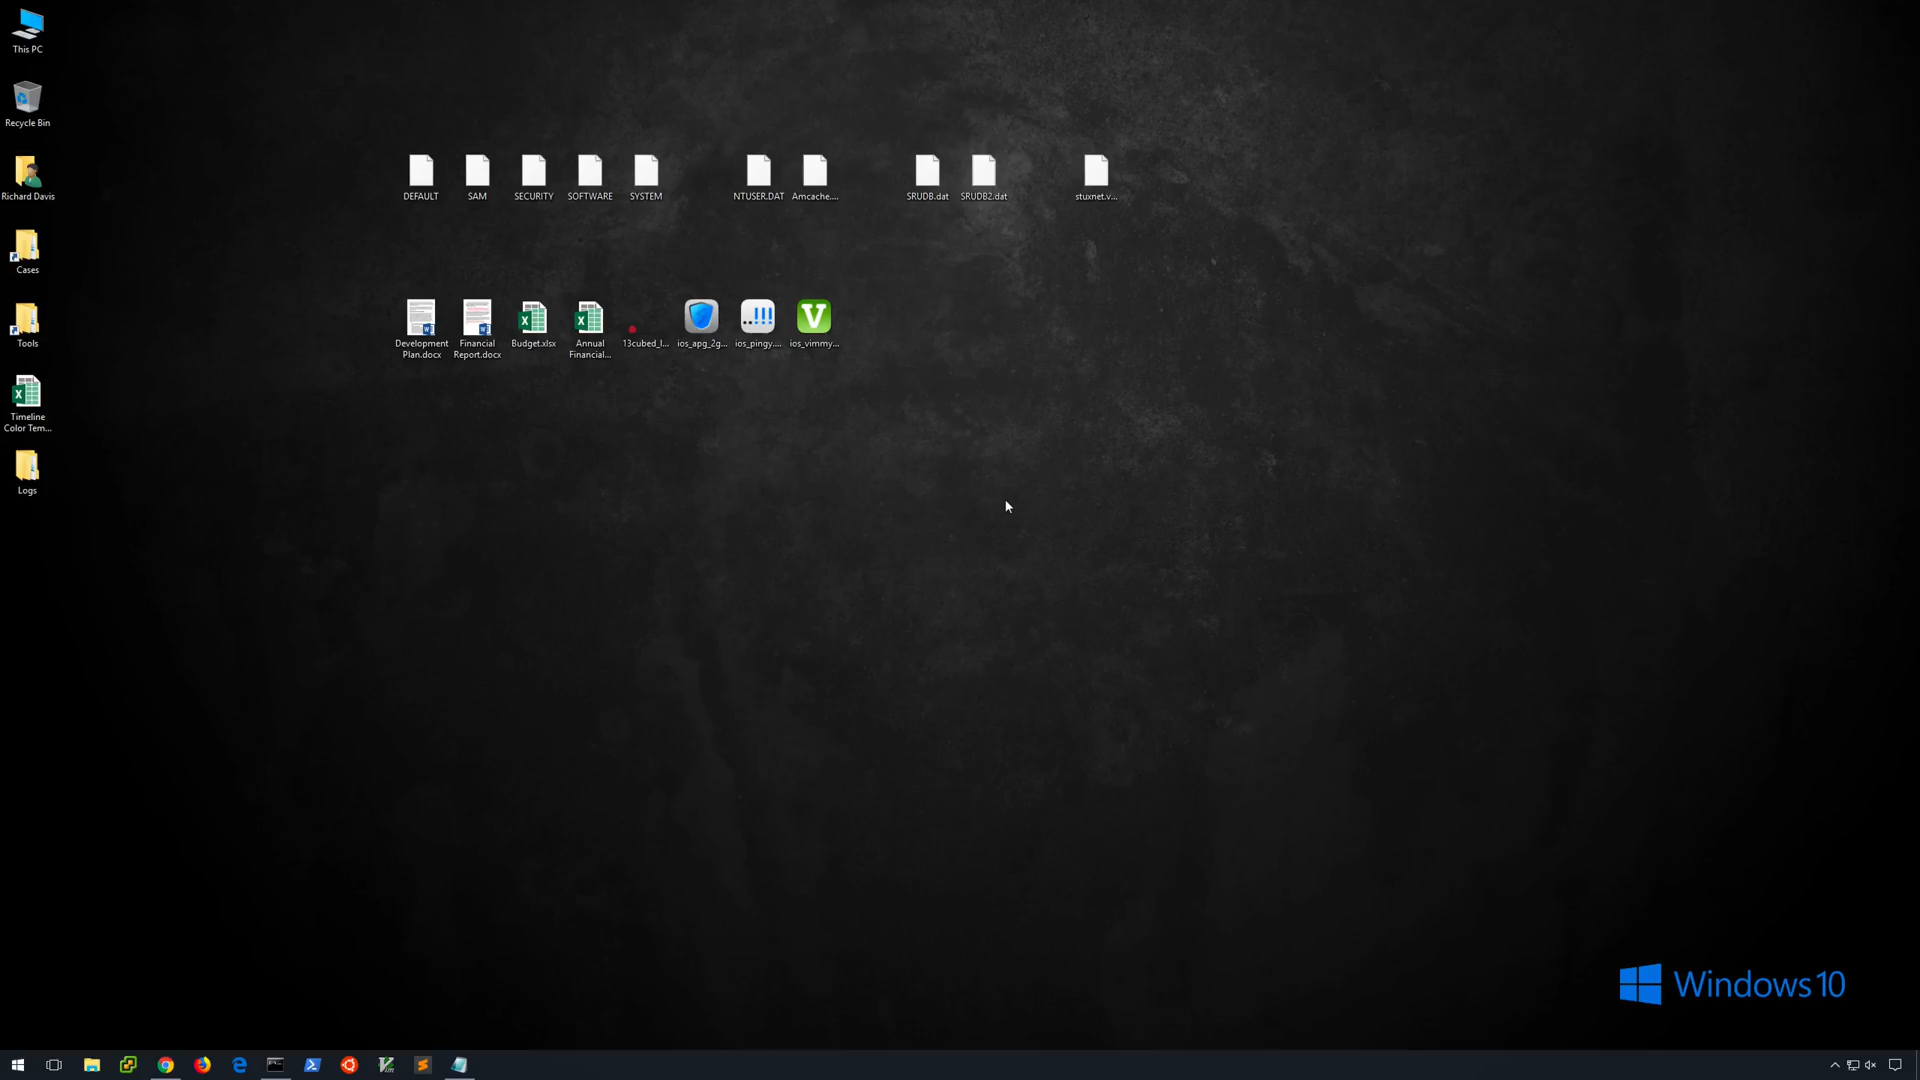 This PC
Recycle Bin
Richard Davis
Cases
Tools
Timeline
Color Tem...
Logs
DEFAULT
SAM
SECURITY
SOFTWARE
SYSTEM
NTUSER.DAT
Amcache....
SRUDB.dat
SRUDB2.dat
stuxnet.v...
Development
Plan.docx
Financial
Report.docx
Budget.xlsx
Annual
Financial...
13cubed_l...
ios_apg_2g...
ios_pingy....
ios_vimmy...
V
Windows 10